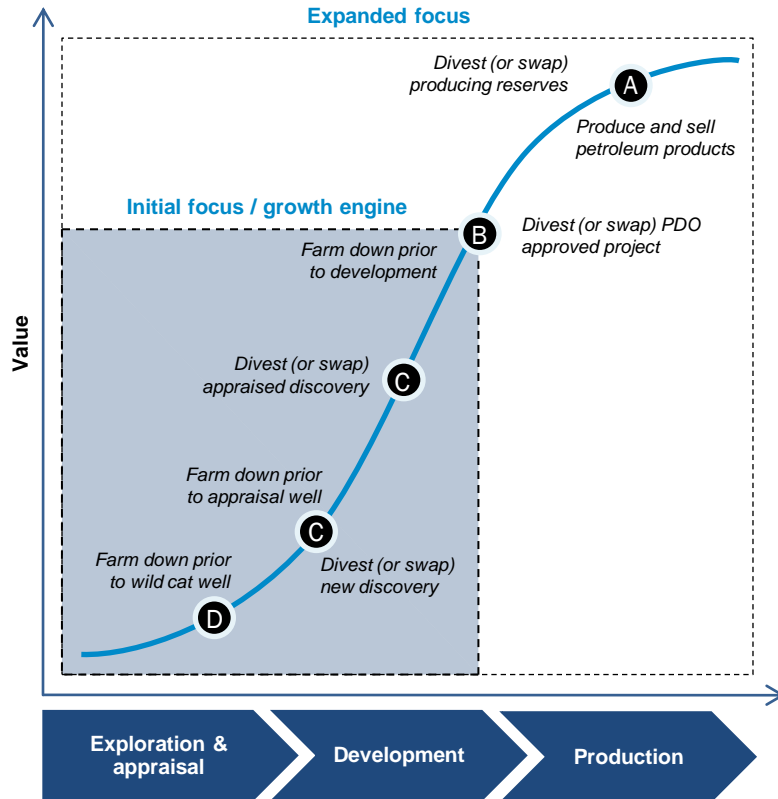 Expanded focus
Divest (or swap)
producing reserves
A
Produce and sell
petroleum products
Initial focus / growth engine
B
Divest (or swap) PDO
approved project
Farm down prior
to development
Value
Divest (or swap)
appraised discovery
C
Farm down prior
to appraisal well
C
Divest (or swap)
new discovery
Farm down prior
to wild cat well
D
Exploration &
appraisal
Development
Production